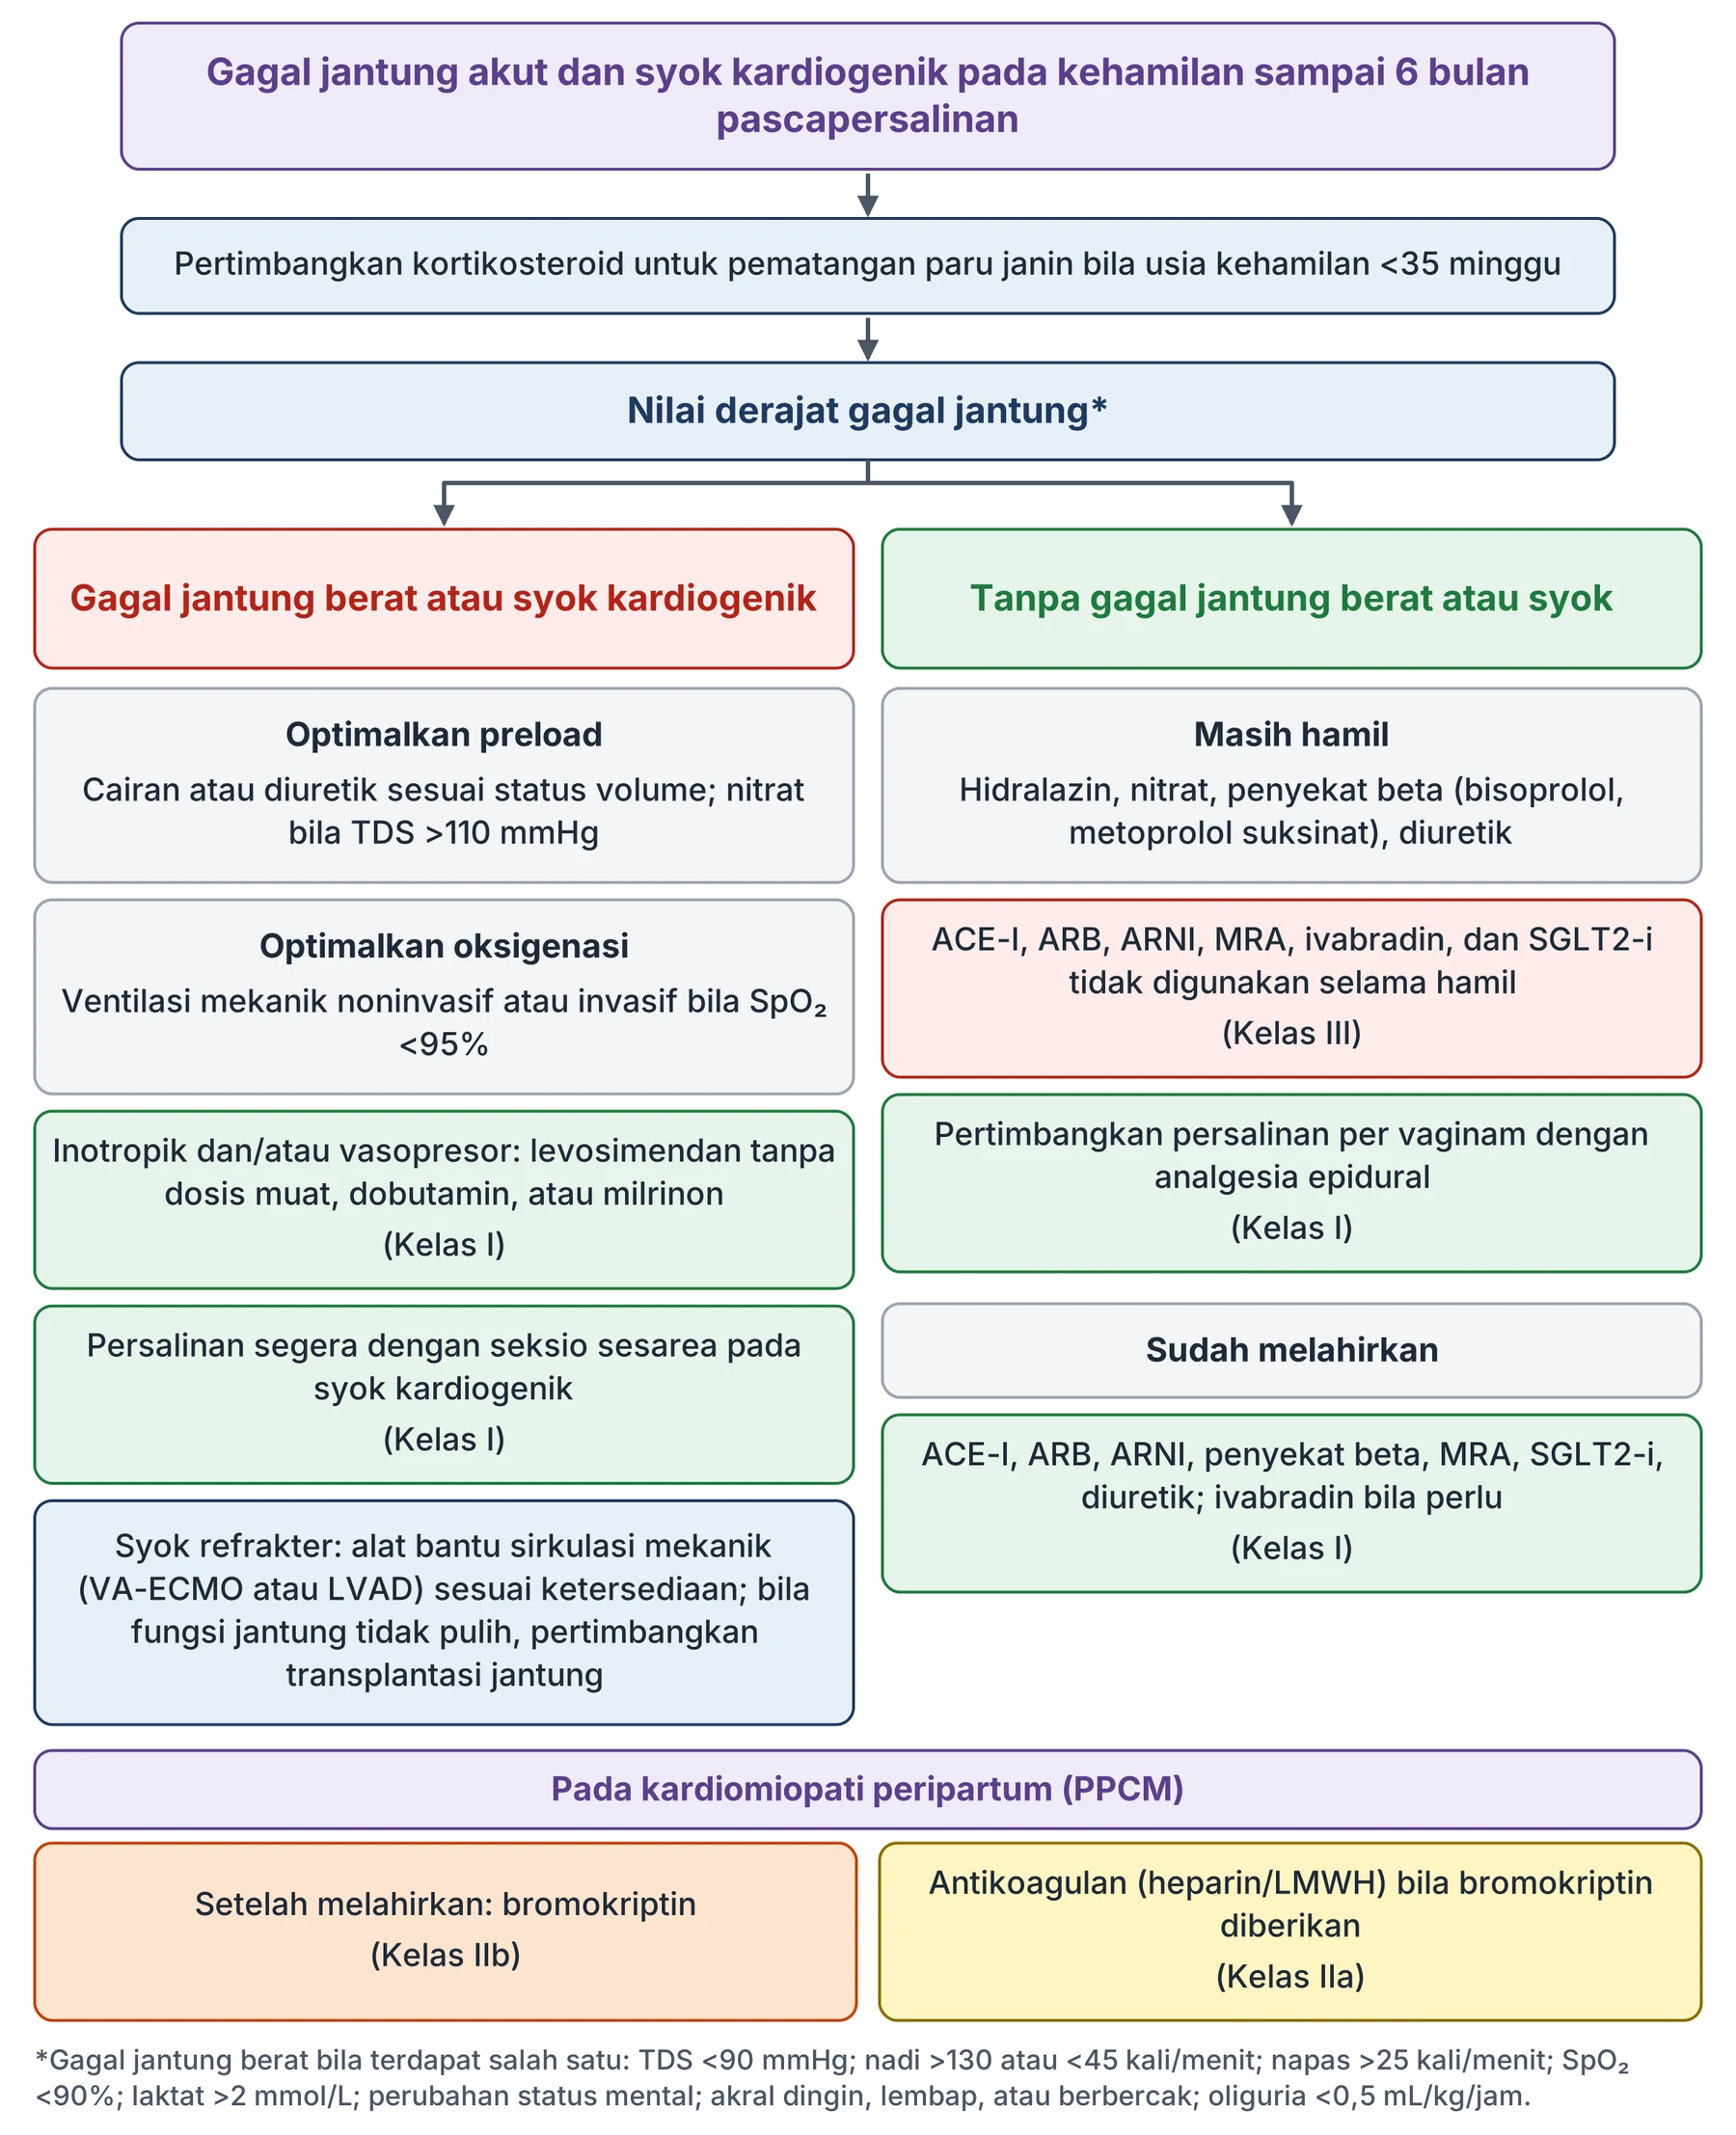 Gagal jantung akut dan syok kardiogenik pada kehamilan sampai 6 bulan
pascapersalinan
Pertimbangkan kortikosteroid untuk pematangan paru janin bila usia kehamilan <35 minggu
Nilai derajat gagal jantung*
Gagal jantung berat atau syok kardiogenik
Optimalkan preload
Cairan atau diuretik sesuai status volume; nitrat
bila TDS >110 mmHg
Optimalkan oksigenasi
Ventilasi mekanik noninvasif atau invasif bila SpO₂
<95%
Inotropik dan/atau vasopresor: levosimendan tanpa
dosis muat, dobutamin, atau milrinon
(Kelas I)
Persalinan segera dengan seksio sesarea pada
syok kardiogenik
(Kelas I)
Syok refrakter: alat bantu sirkulasi mekanik
(VA-ECMO atau LVAD) sesuai ketersediaan; bila
fungsi jantung tidak pulih, pertimbangkan
transplantasi jantung
Tanpa gagal jantung berat atau syok
Masih hamil
Hidralazin, nitrat, penyekat beta (bisoprolol,
metoprolol suksinat), diuretik
ACE-I, ARB, ARNI, MRA, ivabradin, dan SGLT2-i
tidak digunakan selama hamil
(Kelas III)
Pertimbangkan persalinan per vaginam dengan
analgesia epidural
(Kelas I)
Sudah melahirkan
ACE-I, ARB, ARNI, penyekat beta, MRA, SGLT2-i,
diuretik; ivabradin bila perlu
(Kelas I)
Pada kardiomiopati peripartum (PPCM)
Setelah melahirkan: bromokriptin
(Kelas IIb)
Antikoagulan (heparin/LMWH) bila bromokriptin
diberikan
(Kelas IIa)
*Gagal jantung berat bila terdapat salah satu: TDS <90 mmHg; nadi >130 atau <45 kali/menit; napas >25 kali/menit; SpO₂
<90%; laktat >2 mmol/L; perubahan status mental; akral dingin, lembap, atau berbercak; oliguria <0,5 mL/kg/jam.